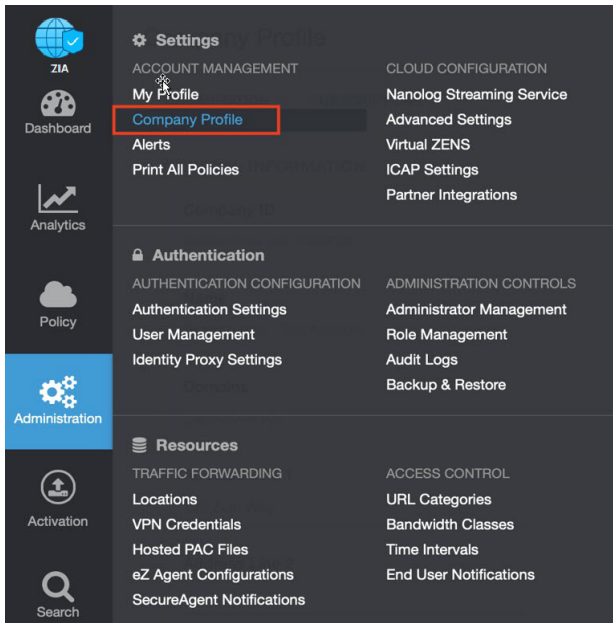 ZIA
Dashboard
Analytics
Policy
Administration
Activation
Search
Settings
ACCOUNT MANAGEMENT
My Profile
Company Profile
Alerts
Print All Policies
CLOUD CONFIGURATION
Nanolog Streaming Service
Advanced Settings
Virtual ZENS
ICAP Settings
Partner Integrations
Authentication
AUTHENTICATION CONFIGURATION
Authentication Settings
User Management
Identity Proxy Settings
ADMINISTRATION CONTROLS
Administrator Management
Role Management
Audit Logs
Backup & Restore
Resources
TRAFFIC FORWARDING
Locations
VPN Credentials
Hosted PAC Files
eZ Agent Configurations
SecureAgent Notifications
ACCESS CONTROL
URL Categories
Bandwidth Classes
Time Intervals
End User Notifications